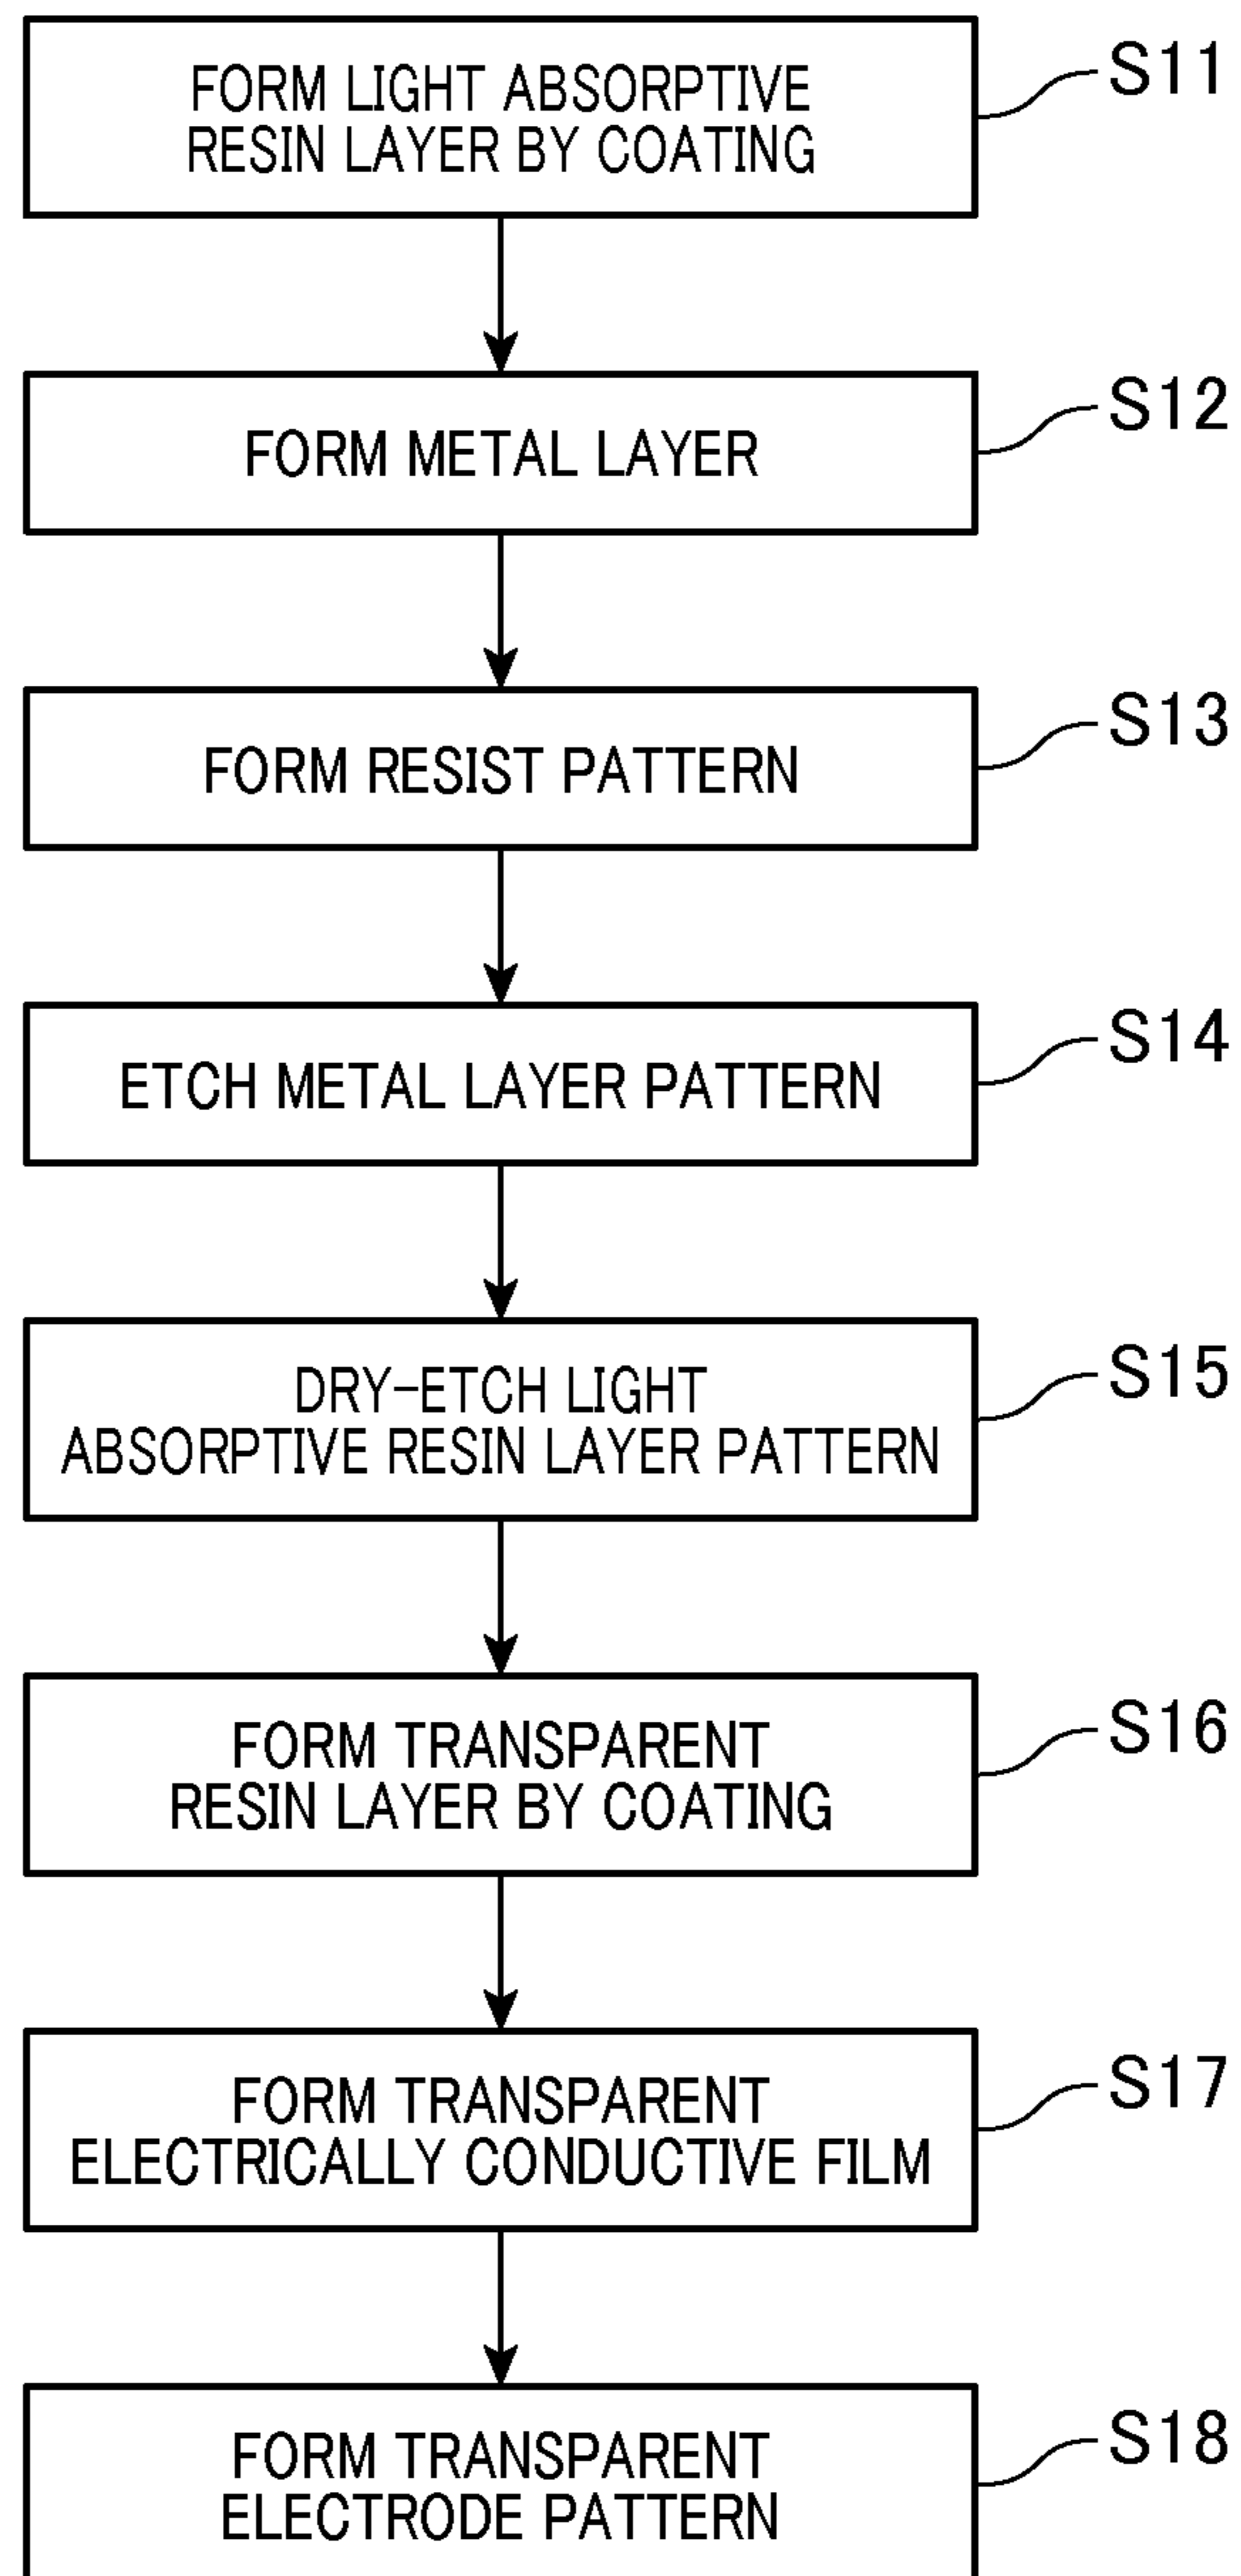 FORM LIGHT ABSORPTIVE
RESIN LAYER BY COATING
S11
FORM METAL LAYER
S12
FORM RESIST PATTERN
S13
ETCH METAL LAYER PATTERN
S14
DRY-ETCH LIGHT
ABSORPTIVE RESIN LAYER PATTERN
S15
FORM TRANSPARENT
RESIN LAYER BY COATING
S16
FORM TRANSPARENT
ELECTRICALLY CONDUCTIVE FILM
S17
FORM TRANSPARENT
ELECTRODE PATTERN
S18